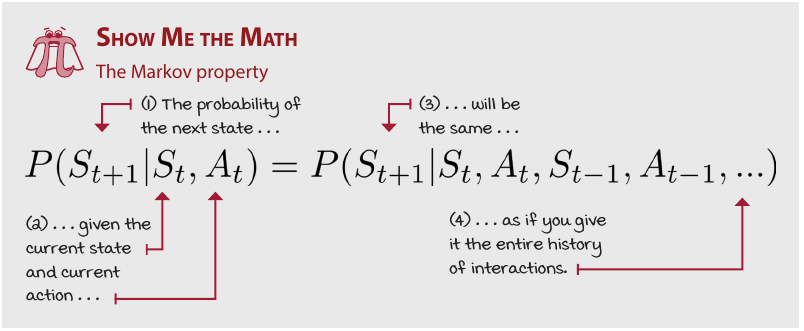 SHOW ME THE MATH
The Markov property
(1) The probability of
the next state . . .
(3) . . . will be
the same . . .
P(S_{t+1}|S_t, A_t) = P(S_{t+1}|S_t, A_t, S_{t-1}, A_{t-1}, ...)
(2) . . . given the
current state
and current
action . . .
(4) . . . as if you give
it the entire history
of interactions.